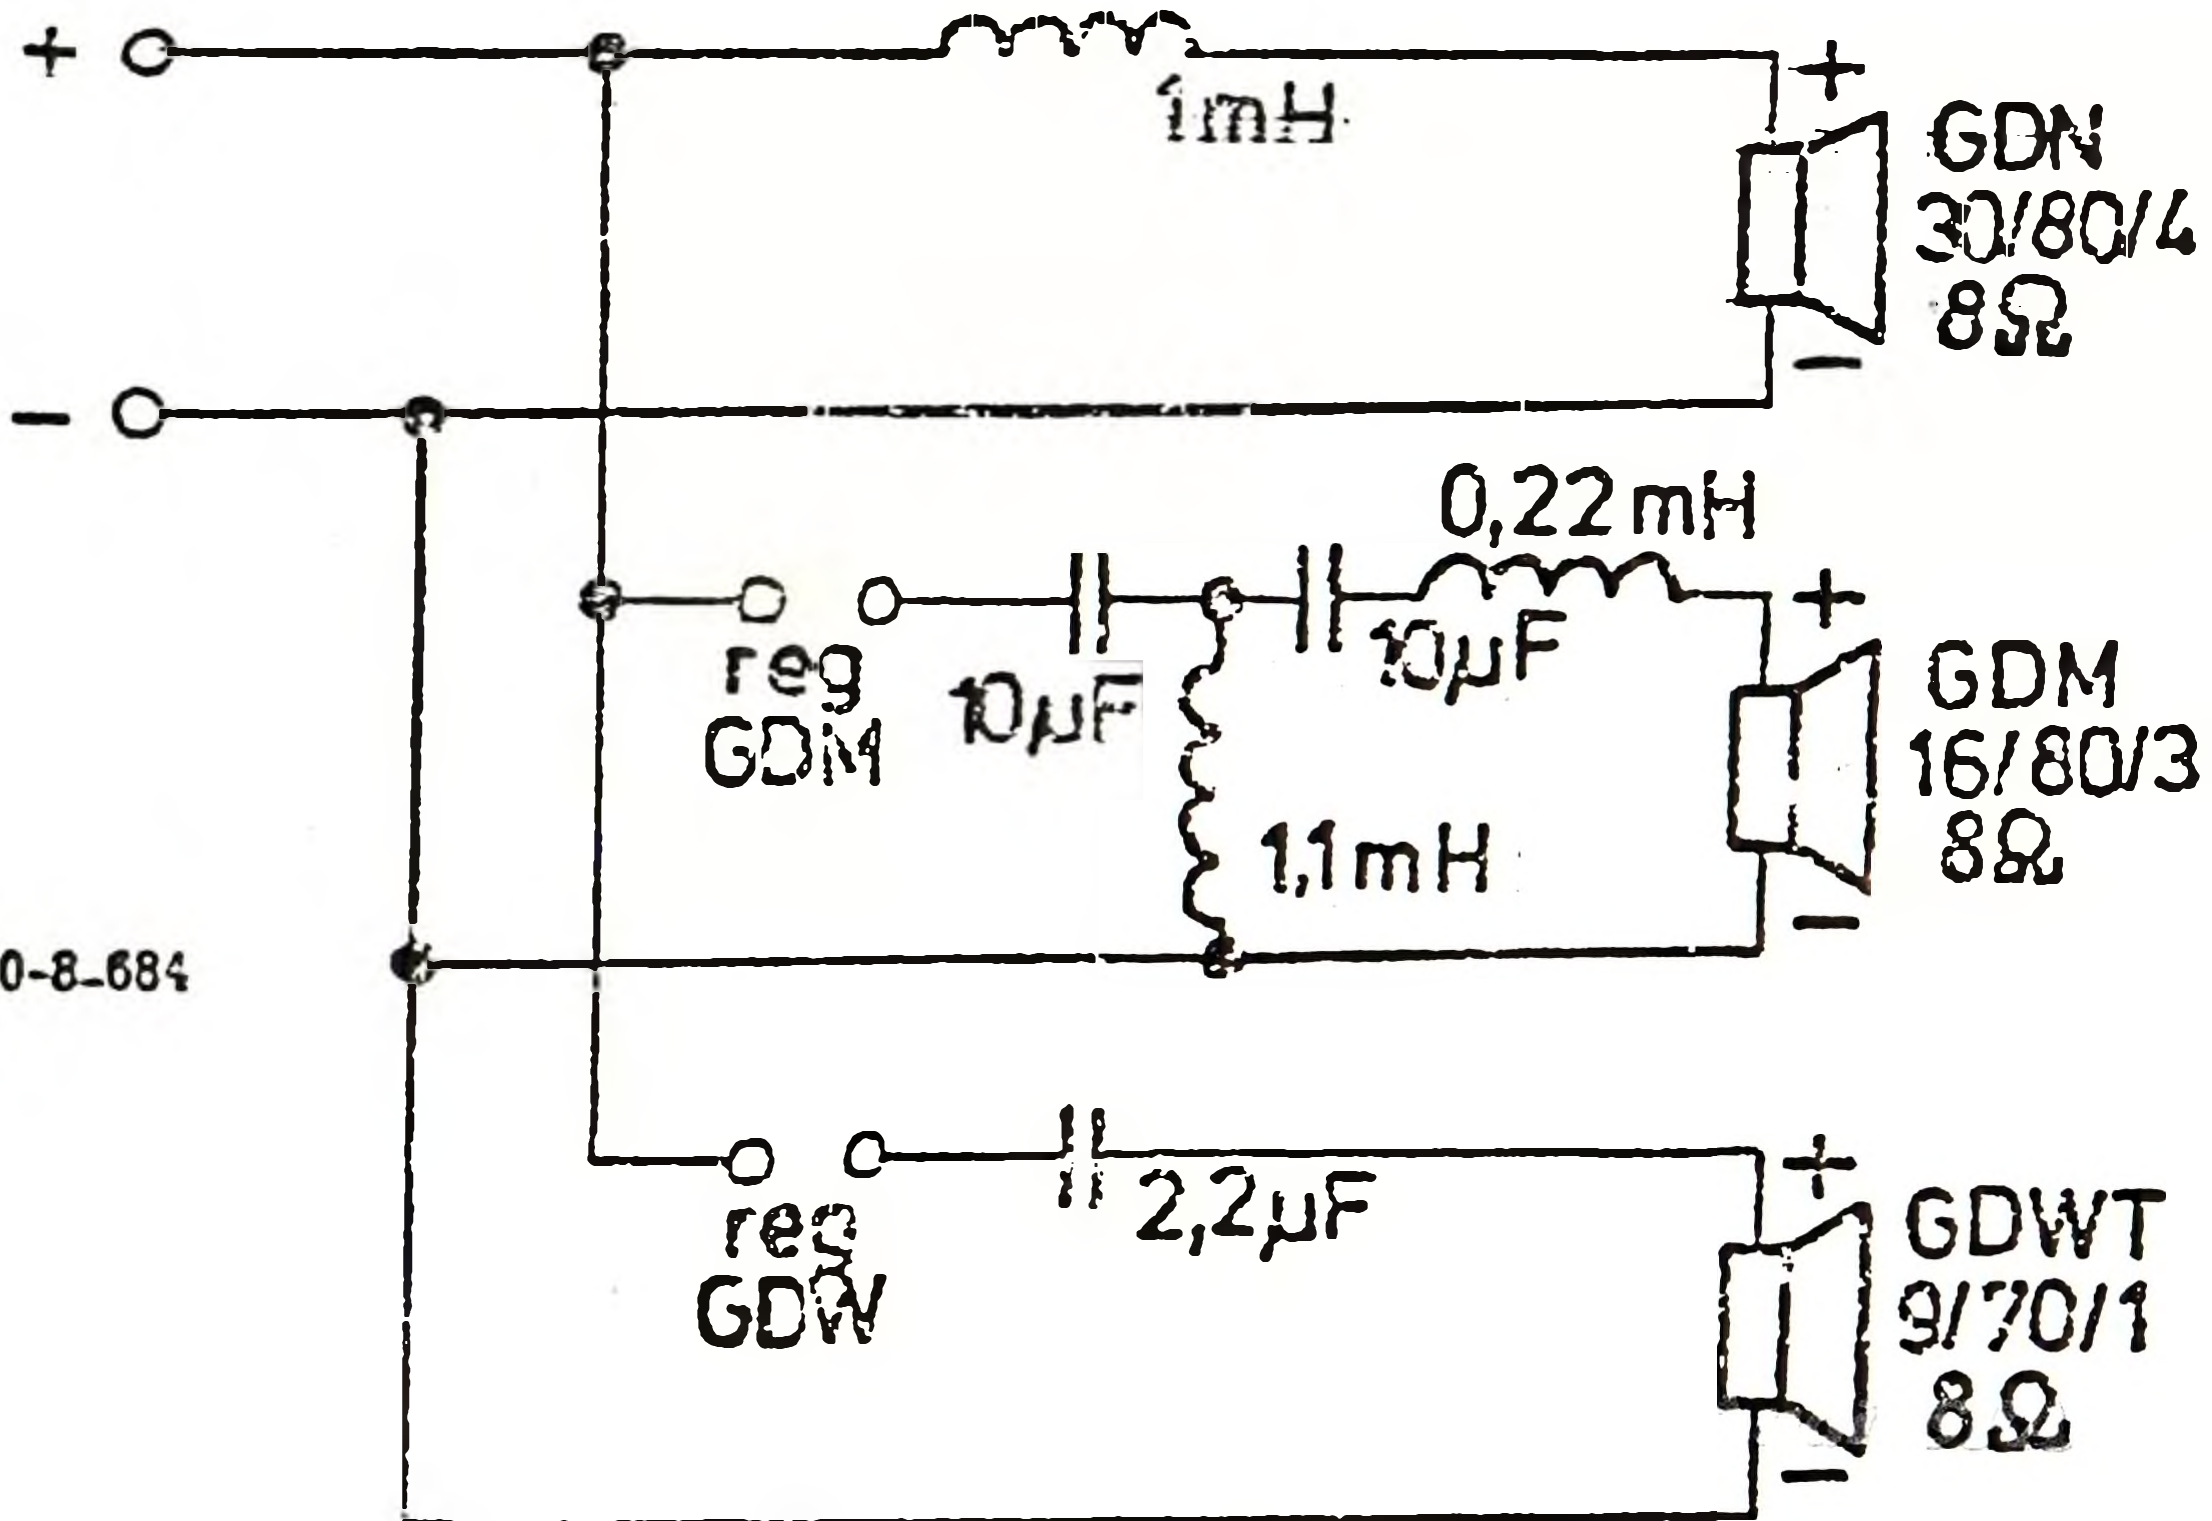 +
1mH
+
GDN
30/80/4
8Ω
−
−
0,22mH
+
reg
GDM
10µF
10µF
GDM
16/80/3
8Ω
1,1mH
−
0-8-684
reg
GDW
2,2µF
+
GDWT
9/70/1
8Ω
−